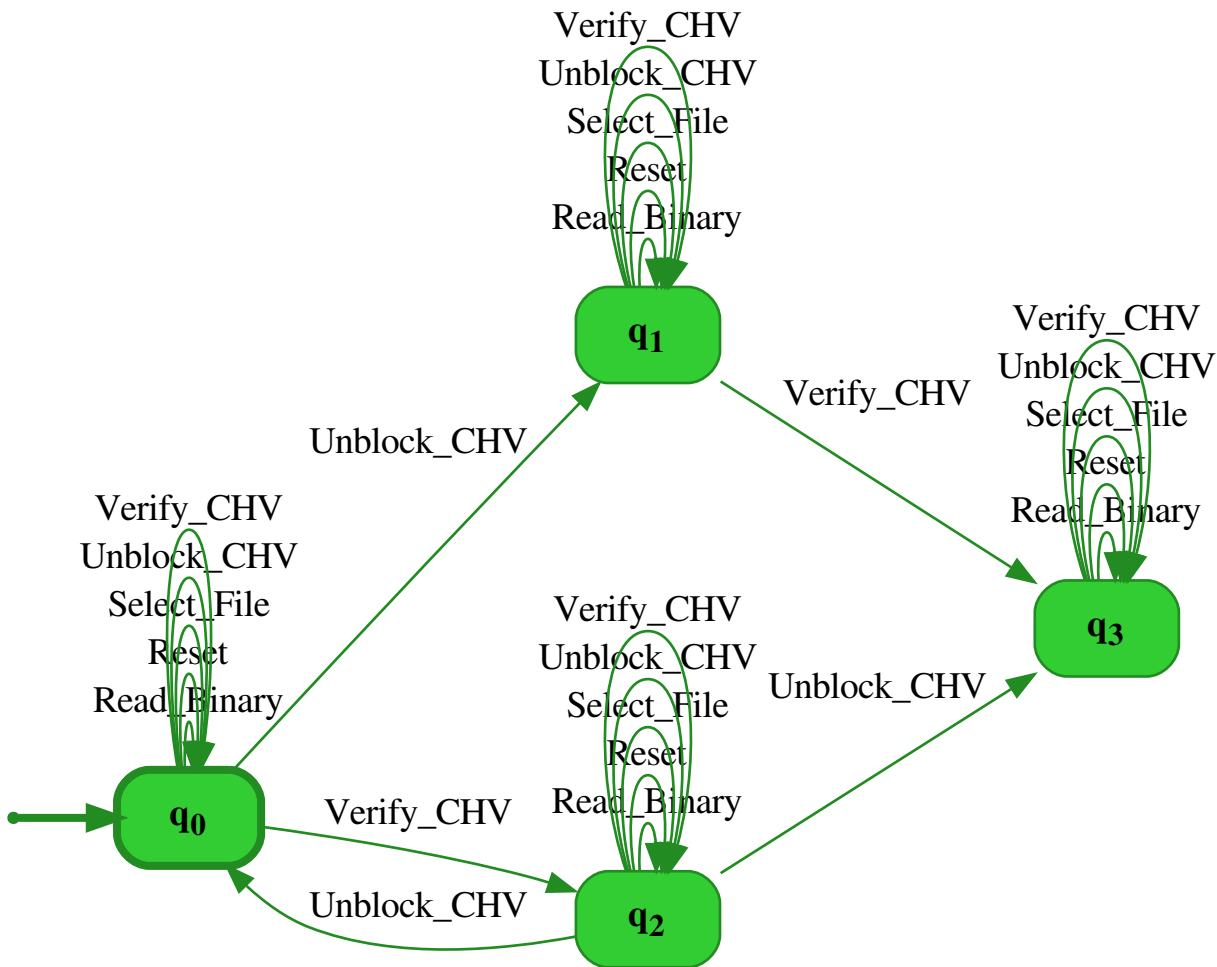 Verify_CHV
Unblock_CHV
Select_File
Reset
Read_Binary
q1
Verify_CHV
Unblock_CHV
Select_File
Reset
Read_Binary
Verify_CHV
Unblock_CHV
Verify_CHV
Unblock_CHV
Select_File
Reset
Read_Binary
q3
Verify_CHV
Unblock_CHV
Select_File
Reset
Read_Binary
Unblock_CHV
q0
Verify_CHV
Unblock_CHV
q2